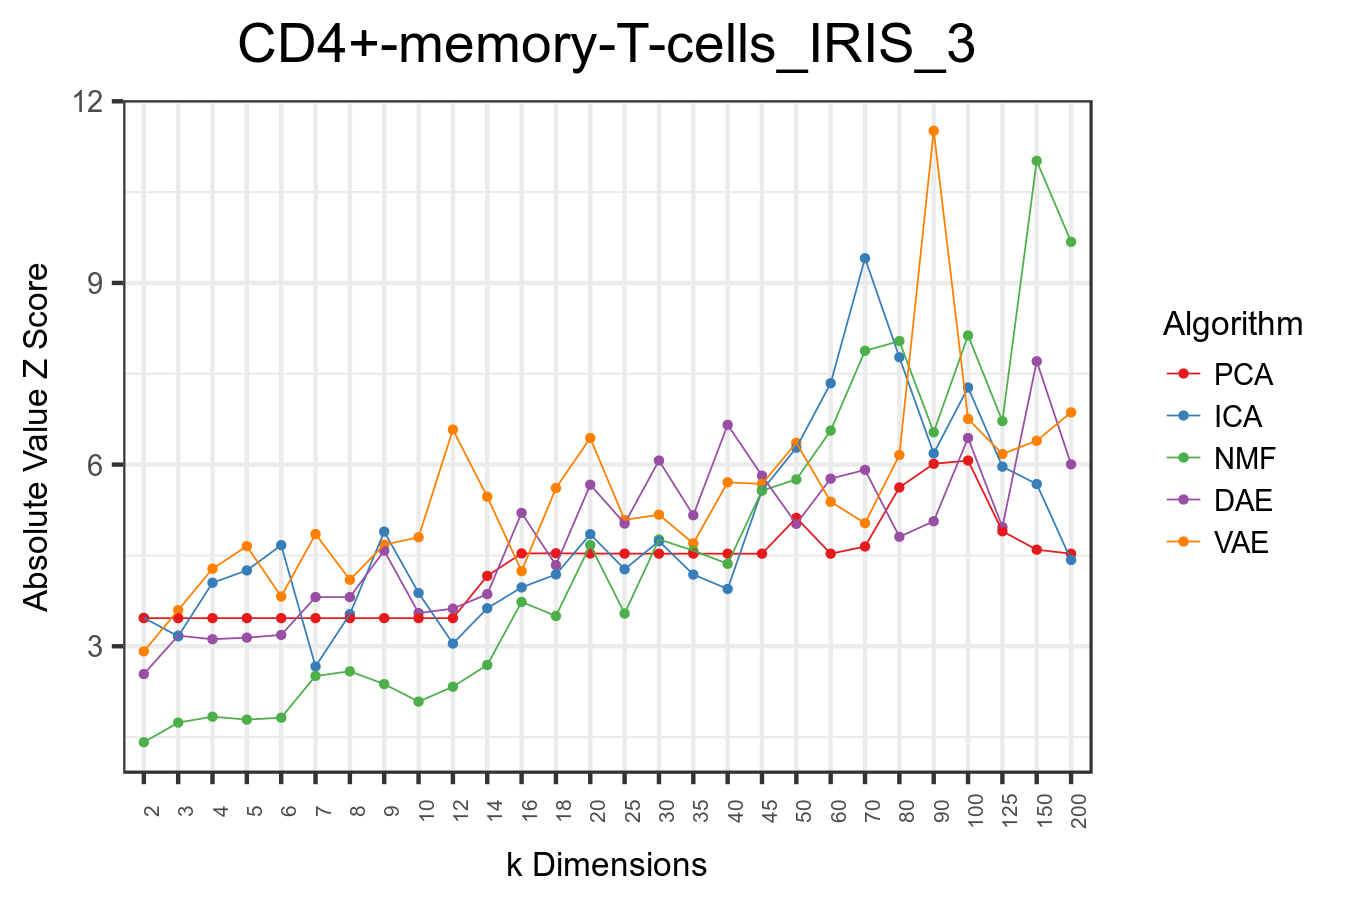 CD4+-memory-T-cells_IRIS_3
Absolute Value Z Score
12
9
6
3
2 3 4 5 6 7 8 9 10 12 14 16 18 20 25 30 35 40 45 50 60 70 80 90 100 125 150 200
k Dimensions
Algorithm
PCA
ICA
NMF
DAE
VAE